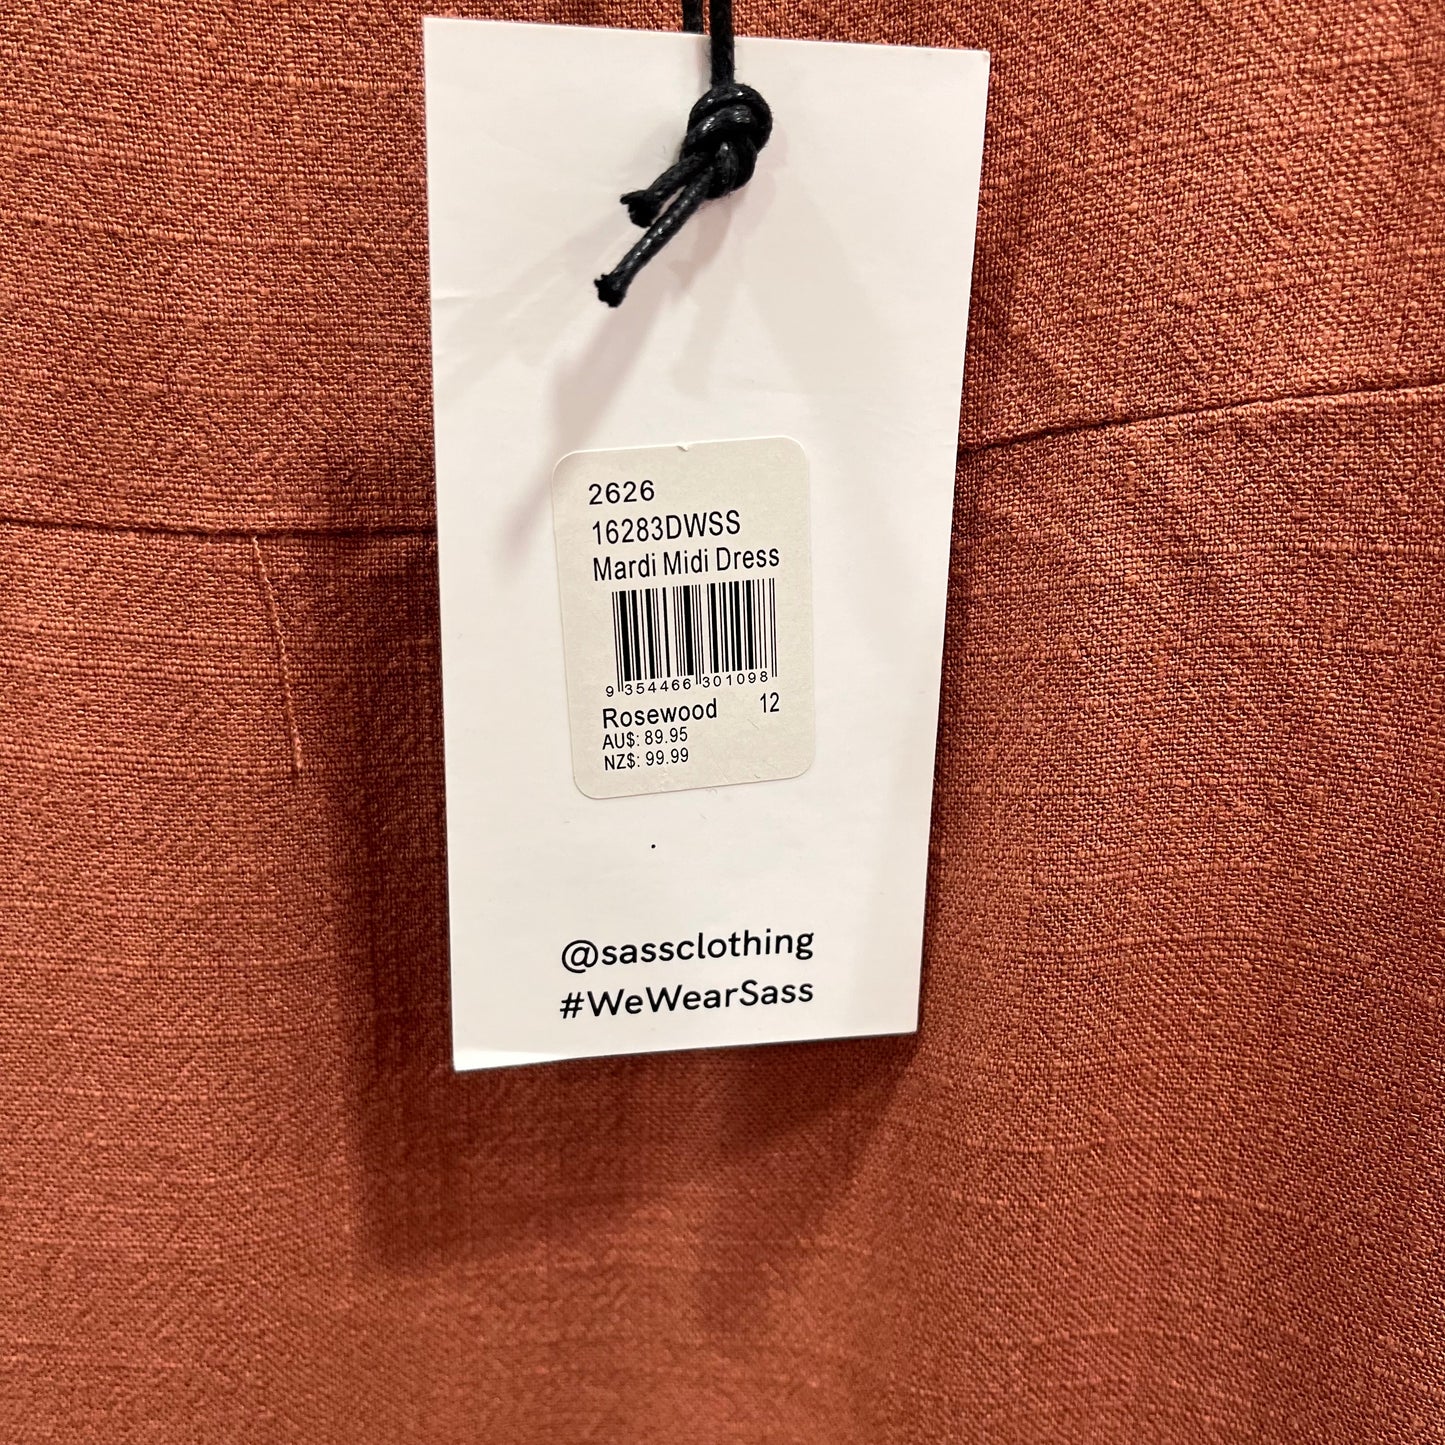 2626
16283DWSS
Mardi Midi Dress
9 354466 301098
Rosewood 12
AU$: 89.95
NZ$: 99.99
@sassclothing
#WeWearSass